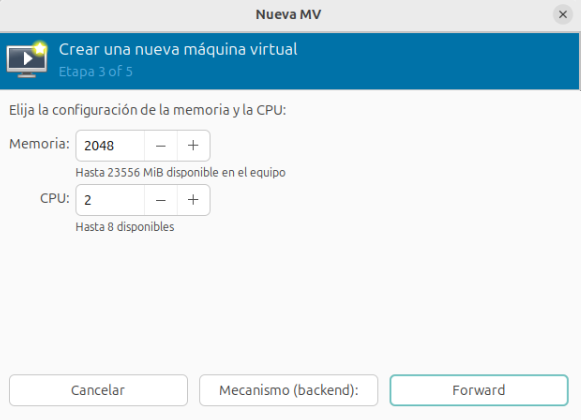 Nueva MV
Crear una nueva máquina virtual
Etapa 3 of 5
Elija la configuración de la memoria y la CPU:
Memoria: 2048 − +
Hasta 23556 MiB disponible en el equipo
CPU: 2 − +
Hasta 8 disponibles
Cancelar Mecanismo (backend): Forward